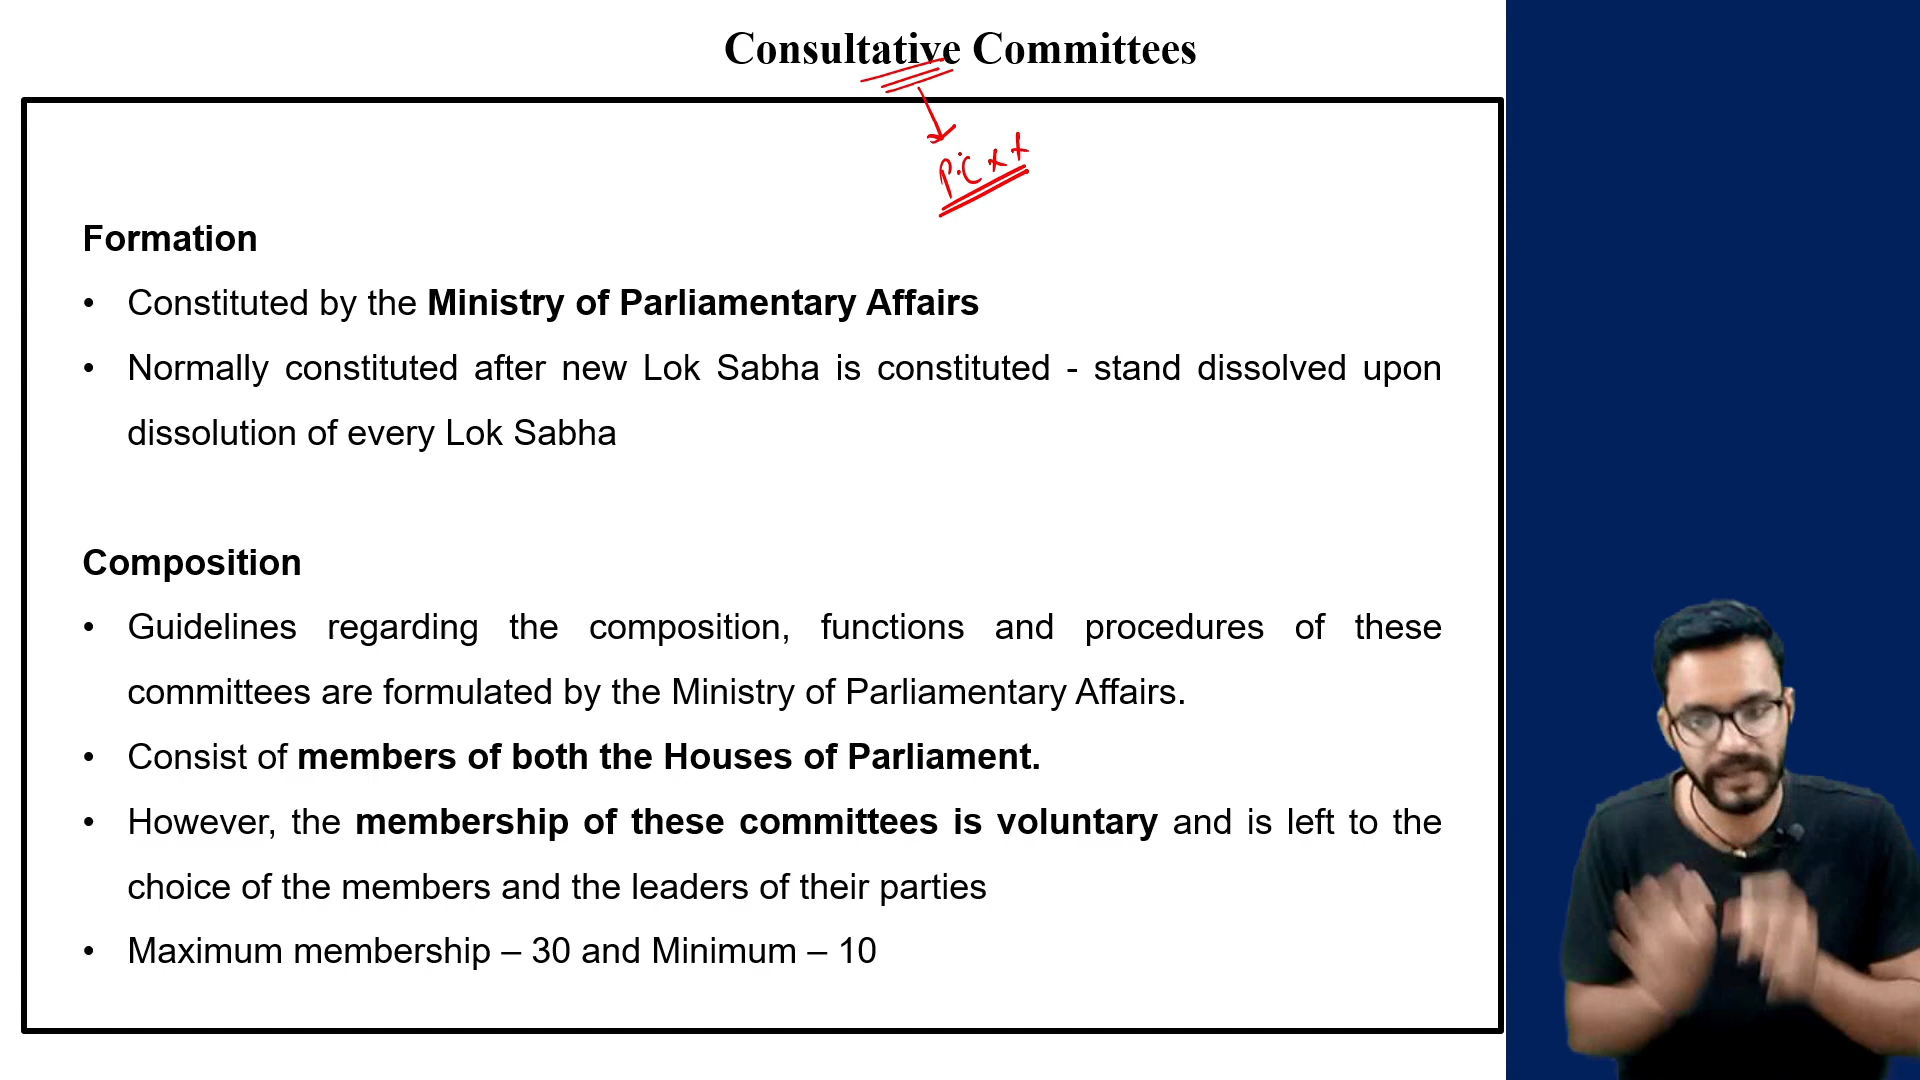 Consultative Committees
P.C x x
Formation
• Constituted by the Ministry of Parliamentary Affairs
• Normally constituted after new Lok Sabha is constituted - stand dissolved upon
dissolution of every Lok Sabha
Composition
• Guidelines regarding the composition, functions and procedures of these
committees are formulated by the Ministry of Parliamentary Affairs.
• Consist of members of both the Houses of Parliament.
• However, the membership of these committees is voluntary and is left to the
choice of the members and the leaders of their parties
• Maximum membership – 30 and Minimum – 10